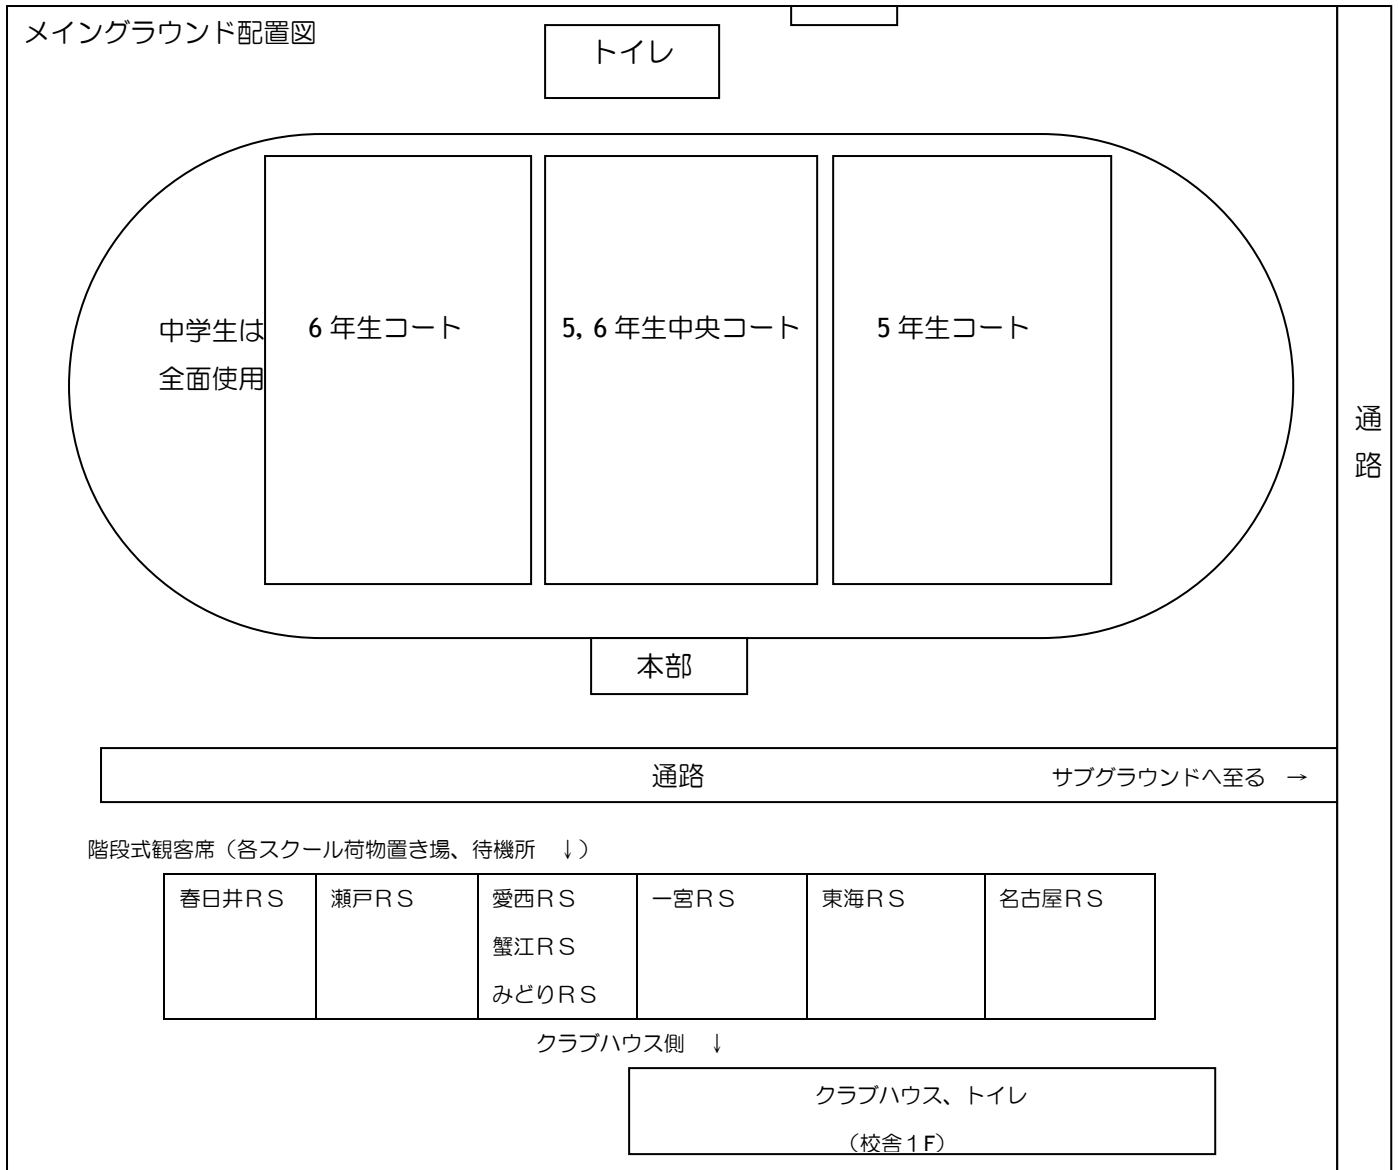 メイングラウンド配置図
トイレ
中学生は
全面使用
6 年生コート
5, 6 年生中央コート
5 年生コート
通
路
本部
通路
サブグラウンドへ至る　→
階段式観客席（各スクール荷物置き場、待機所　↓）
春日井ＲＳ
瀬戸ＲＳ
愛西ＲＳ
蟹江ＲＳ
みどりＲＳ
一宮ＲＳ
東海ＲＳ
名古屋ＲＳ
クラブハウス側　↓
クラブハウス、トイレ
（校舎１F）